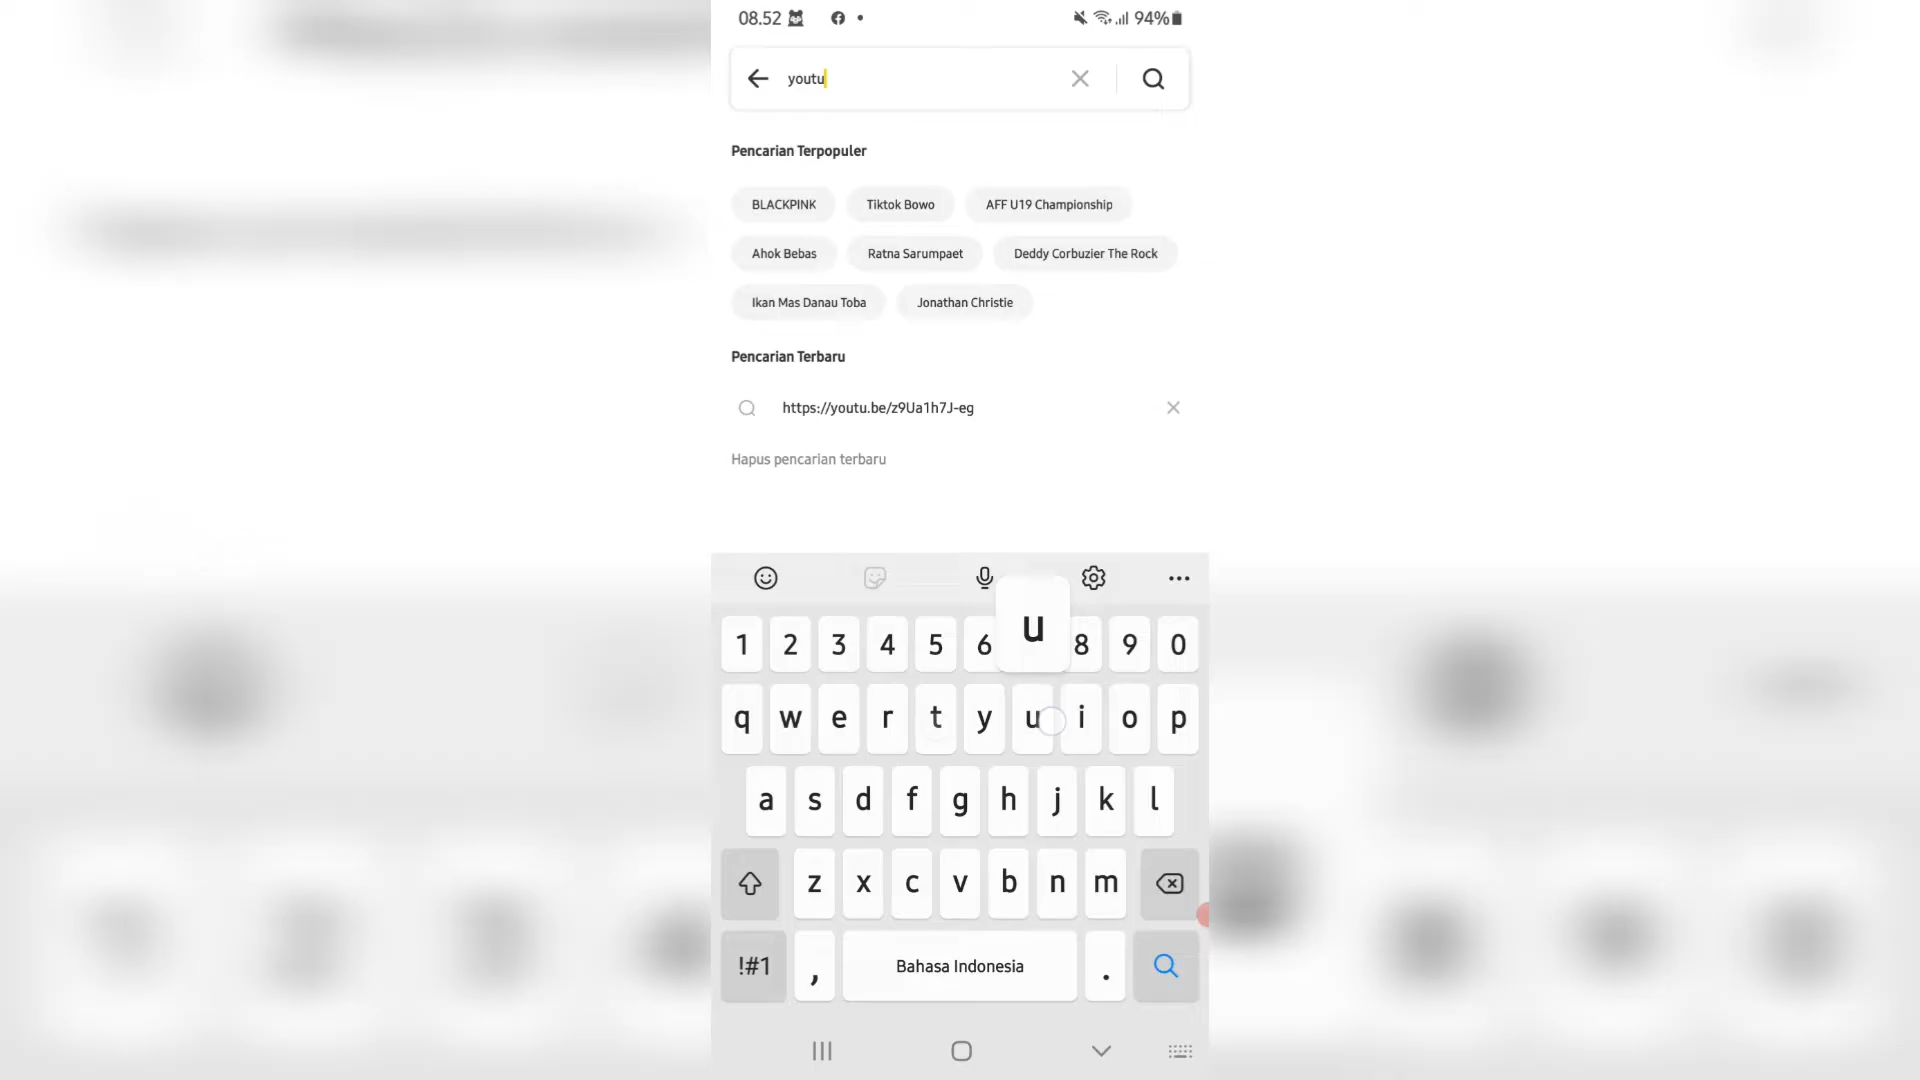 08.52 94%
youtu
Pencarian Terpopuler
BLACKPINK Tiktok Bowo AFF U19 Championship
Ahok Bebas Ratna Sarumpaet Deddy Corbuzier The Rock
Ikan Mas Danau Toba Jonathan Christie
Pencarian Terbaru
https://youtu.be/z9Ua1h7J-eg
Hapus pencarian terbaru
u
1 2 3 4 5 6 8 9 0
q w e r t y u i o p
a s d f g h j k l
z x c v b n m
!#1 , Bahasa Indonesia .